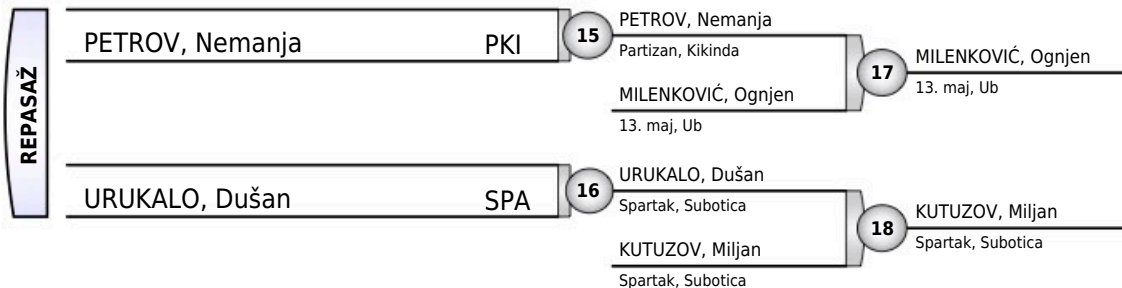 REPASAŽ
PETROV, Nemanja PKI
15
PETROV, Nemanja
Partizan, Kikinda
MILENKOVIĆ, Ognjen
13. maj, Ub
17
MILENKOVIĆ, Ognjen
13. maj, Ub
URUKALO, Dušan SPA
16
URUKALO, Dušan
Spartak, Subotica
KUTUZOV, Miljan
Spartak, Subotica
18
KUTUZOV, Miljan
Spartak, Subotica